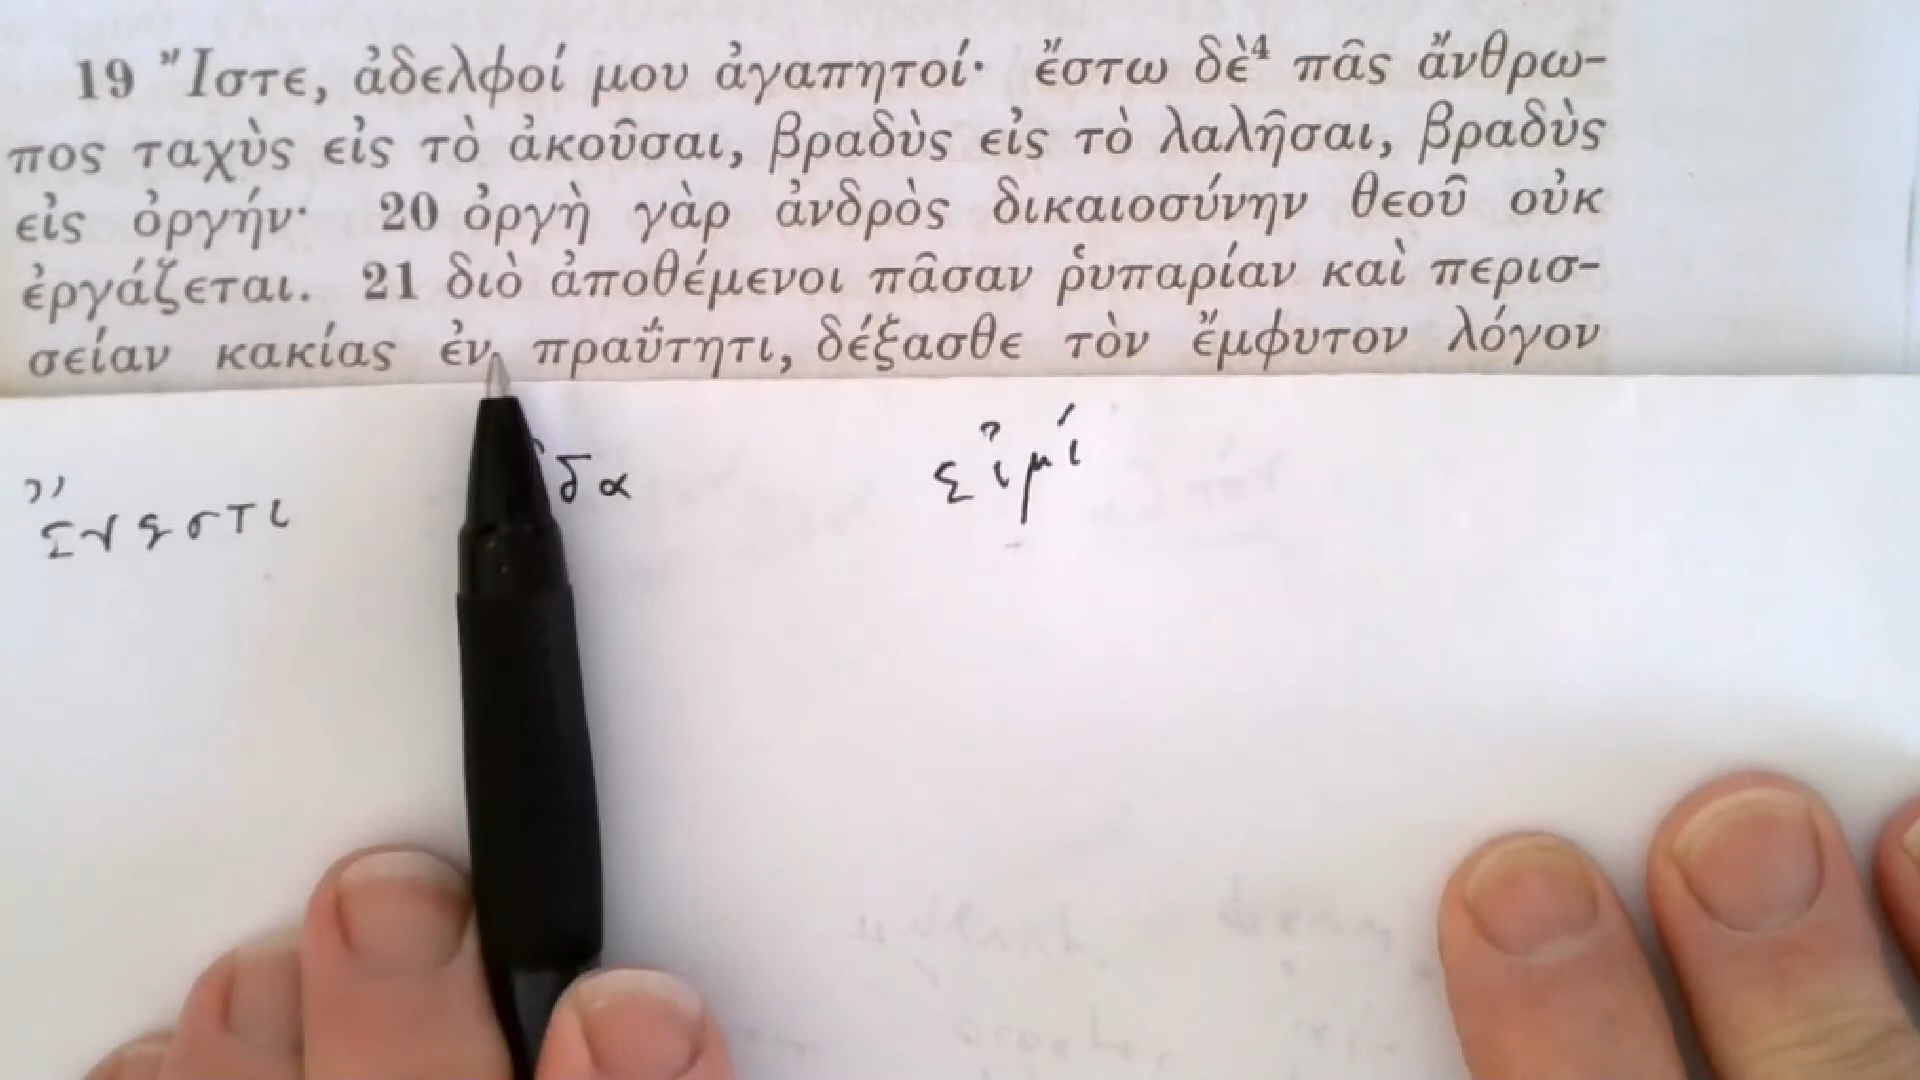 19 Ἴστε, ἀδελφοί μου ἀγαπητοί· ἔστω δὲ⁴ πᾶς ἄνθρω-
πος ταχὺς εἰς τὸ ἀκοῦσαι, βραδὺς εἰς τὸ λαλῆσαι, βραδὺς
εἰς ὀργήν· 20 ὀργὴ γὰρ ἀνδρὸς δικαιοσύνην θεοῦ οὐκ
ἐργάζεται. 21 διὸ ἀποθέμενοι πᾶσαν ῥυπαρίαν καὶ περισ-
σείαν κακίας ἐν πραΰτητι, δέξασθε τὸν ἔμφυτον λόγον
ἔνεστι δα εἰμί